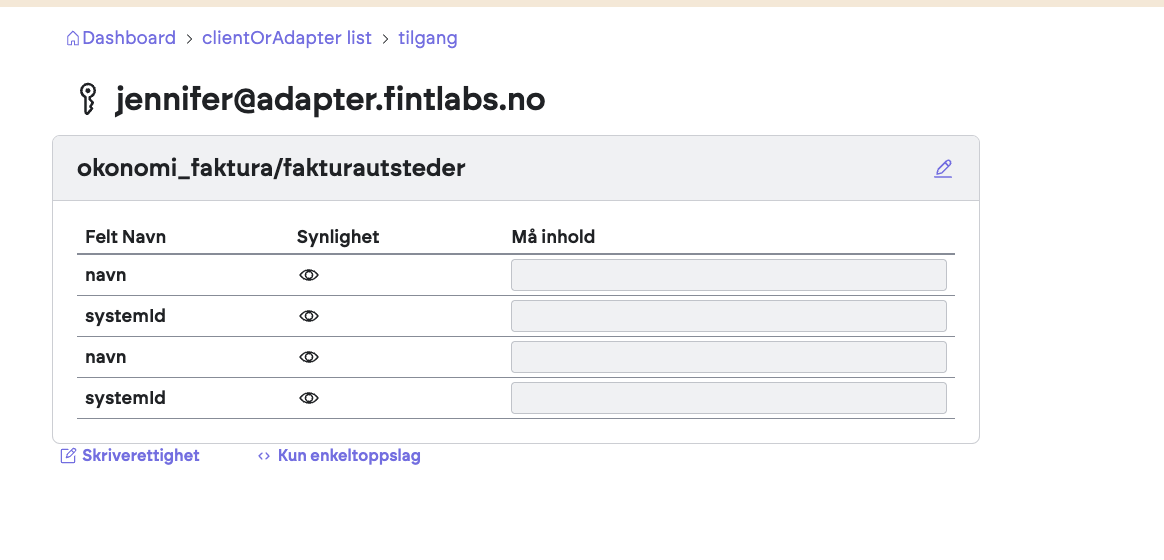 Dashboard > clientOrAdapter list > tilgang
jennifer@adapter.fintlabs.no
okonomi_faktura/fakturautsteder
Felt Navn Synlighet Må inhold
navn
systemId
navn
systemId
Skriverettighet <> Kun enkeltoppslag